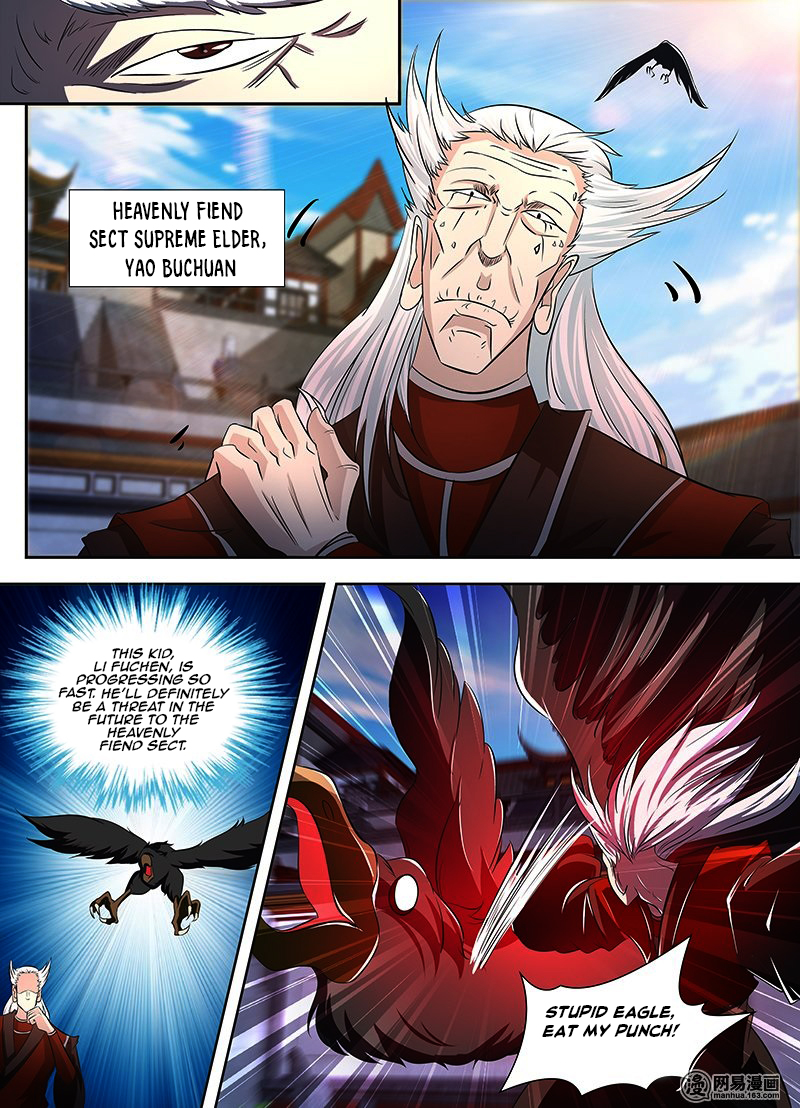 HEAVENLY FIEND
SECT SUPREME ELDER,
YAO BUCHUAN
THIS KID,
LI FUCHEN, IS
PROGRESSING SO
FAST. HE'LL DEFINITELY
BE A THREAT IN THE
FUTURE TO THE
HEAVENLY
FIEND SECT.
STUPID EAGLE,
EAT MY PUNCH!
网易漫画
manhua.163.com